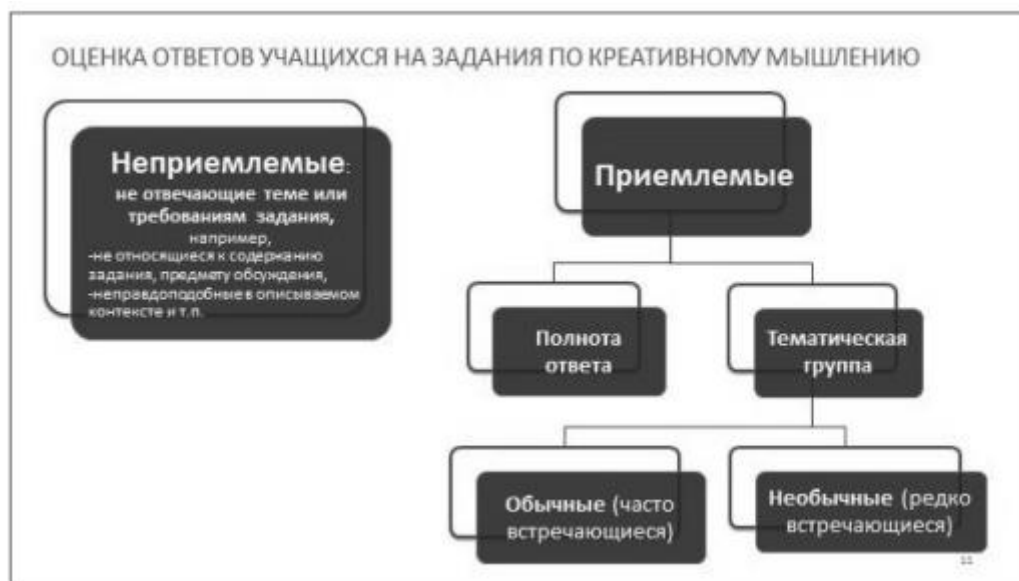 ОЦЕНКА ОТВЕТОВ УЧАЩИХСЯ НА ЗАДАНИЯ ПО КРЕАТИВНОМУ МЫШЛЕНИЮ
Неприемлемые:
не отвечающие теме или
требованиям задания,
например,
-не относящиеся к содержанию
задания, предмету обсуждения,
-неправдоподобные в описываемом
контексте и т.п.
Приемлемые
Полнота
ответа
Тематическая
группа
Обычные (часто
встречающиеся)
Необычные (редко
встречающиеся)
11